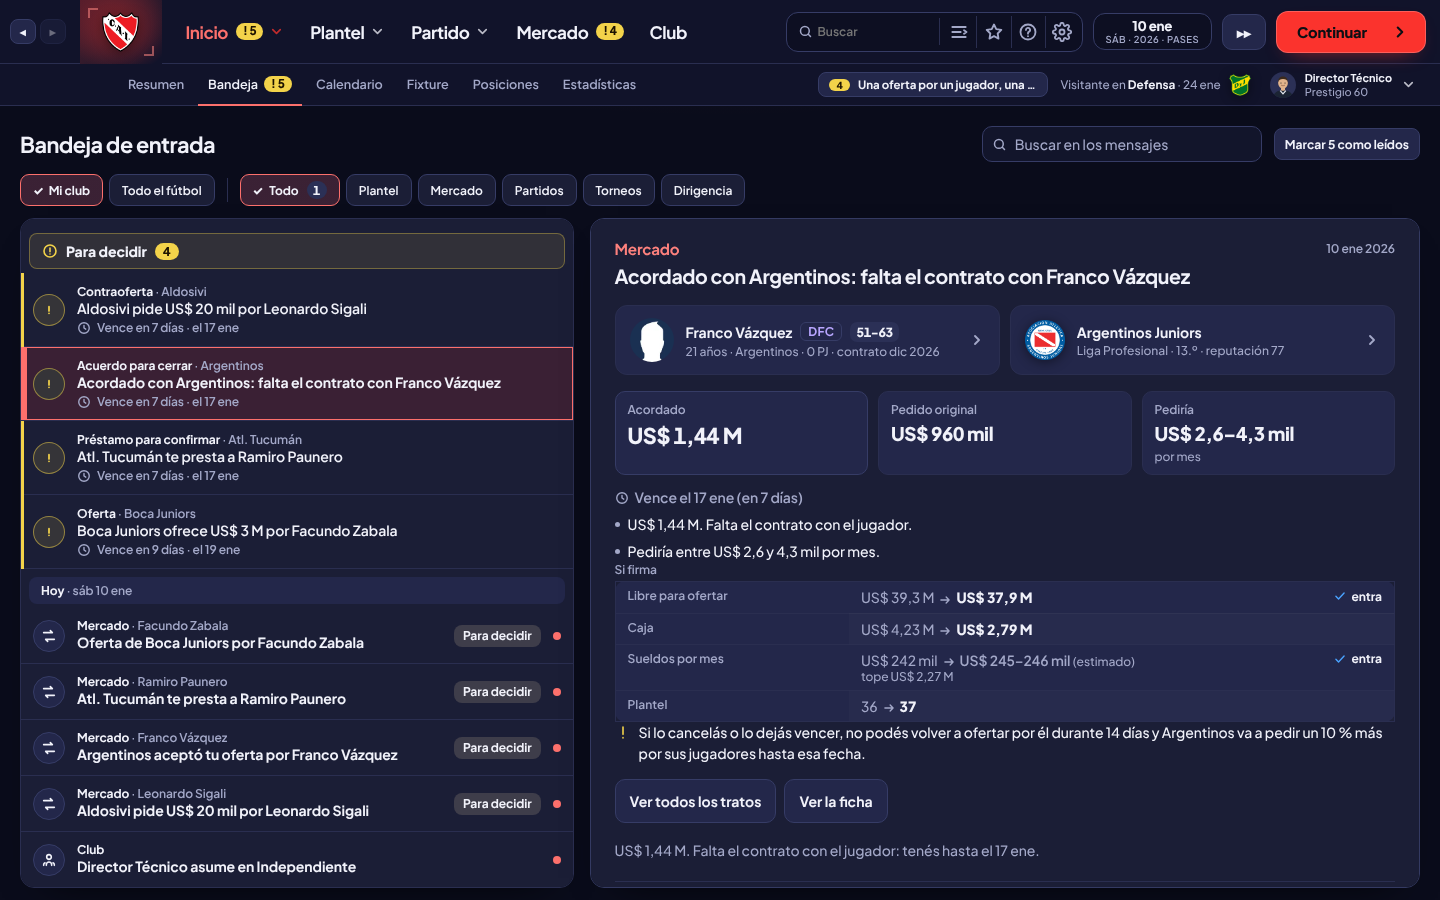 Inicio !5 Plantel Partido Mercado !4 Club Buscar 10 ene SÁB · 2026 · PASES Continuar
Resumen Bandeja !5 Calendario Fixture Posiciones Estadísticas 4 Una oferta por un jugador, una ... Visitante en Defensa · 24 ene Director Técnico
Prestigio 60
Bandeja de entrada Buscar en los mensajes Marcar 5 como leídos
Mi club Todo el fútbol Todo 1 Plantel Mercado Partidos Torneos Dirigencia
Para decidir 4
Contraoferta · Aldosivi
Aldosivi pide US$ 20 mil por Leonardo Sigali
Vence en 7 días · el 17 ene
Acuerdo para cerrar · Argentinos
Acordado con Argentinos: falta el contrato con Franco Vázquez
Vence en 7 días · el 17 ene
Préstamo para confirmar · Atl. Tucumán
Atl. Tucumán te presta a Ramiro Paunero
Vence en 7 días · el 17 ene
Oferta · Boca Juniors
Boca Juniors ofrece US$ 3 M por Facundo Zabala
Vence en 9 días · el 19 ene
Hoy · sáb 10 ene
Mercado · Facundo Zabala
Oferta de Boca Juniors por Facundo Zabala Para decidir
Mercado · Ramiro Paunero
Atl. Tucumán te presta a Ramiro Paunero Para decidir
Mercado · Franco Vázquez
Argentinos aceptó tu oferta por Franco Vázquez Para decidir
Mercado · Leonardo Sigali
Aldosivi pide US$ 20 mil por Leonardo Sigali Para decidir
Club
Director Técnico asume en Independiente
Mercado 10 ene 2026
Acordado con Argentinos: falta el contrato con Franco Vázquez
Franco Vázquez DFC 51–63
21 años · Argentinos · 0 PJ · contrato dic 2026
Argentinos Juniors
Liga Profesional · 13.º · reputación 77
Acordado
US$ 1,44 M
Pedido original
US$ 960 mil
Pediría
US$ 2,6–4,3 mil
por mes
Vence el 17 ene (en 7 días)
• US$ 1,44 M. Falta el contrato con el jugador.
• Pediría entre US$ 2,6 y 4,3 mil por mes.
Si firma
Libre para ofertar US$ 39,3 M → US$ 37,9 M ✓ entra
Caja US$ 4,23 M → US$ 2,79 M
Sueldos por mes US$ 242 mil → US$ 245–246 mil (estimado) ✓ entra
tope US$ 2,27 M
Plantel 36 → 37
! Si lo cancelás o lo dejás vencer, no podés volver a ofertar por él durante 14 días y Argentinos va a pedir un 10 % más
por sus jugadores hasta esa fecha.
Ver todos los tratos Ver la ficha
US$ 1,44 M. Falta el contrato con el jugador: tenés hasta el 17 ene.